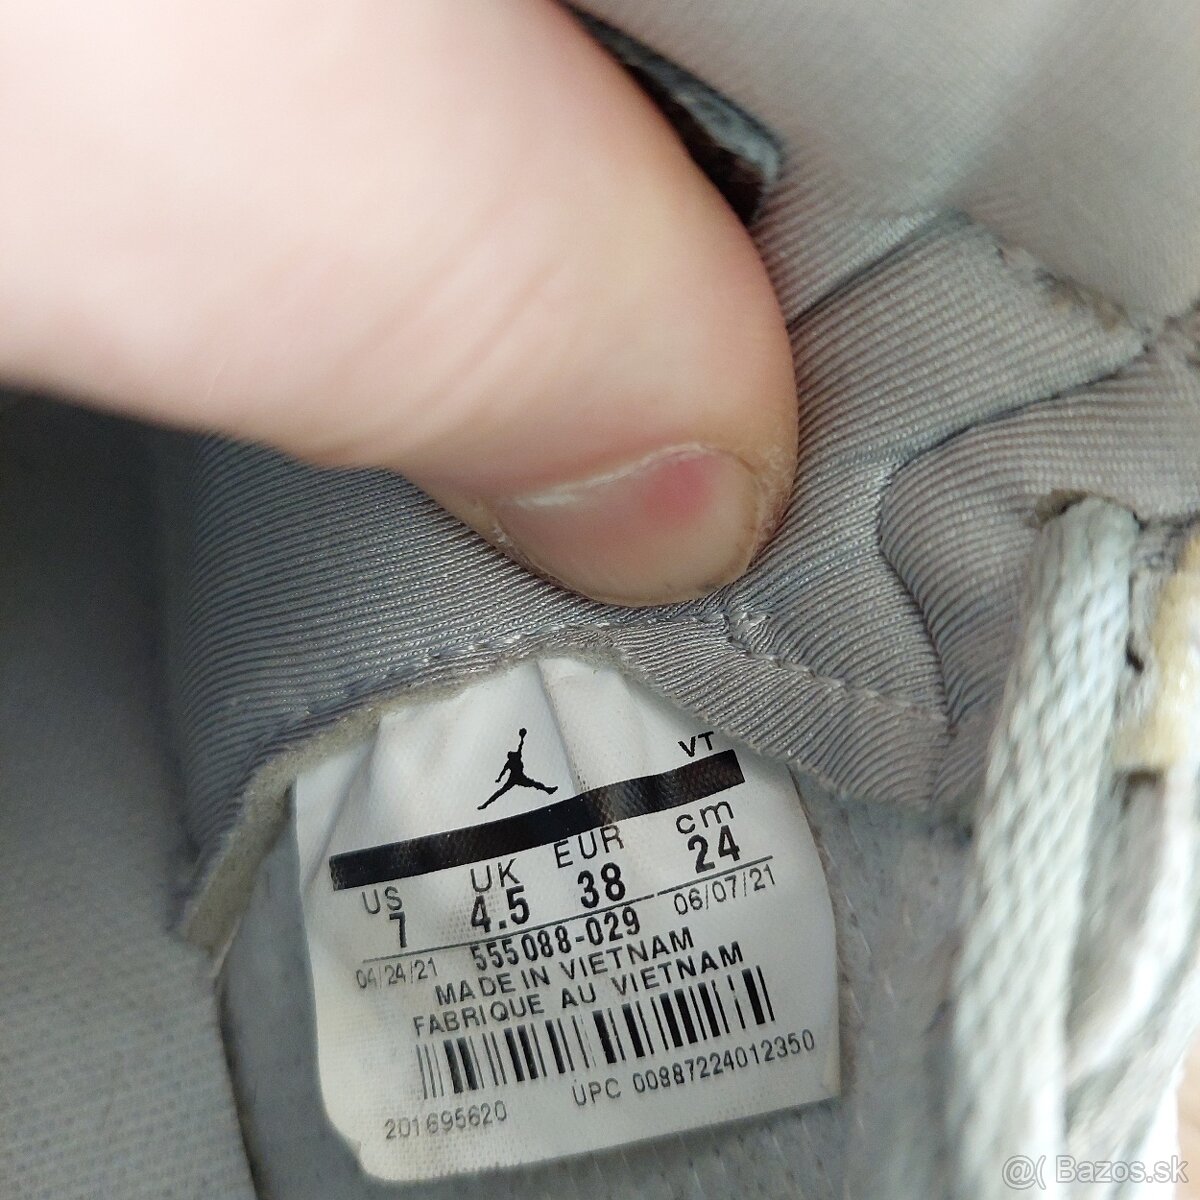 VT
US UK EUR cm
7 4.5 38 24
04/24/21 555088-029 06/07/21
MADE IN VIETNAM
FABRIQUE AU VIETNAM
201695620 UPC 00887224012350
@( Bazos.sk